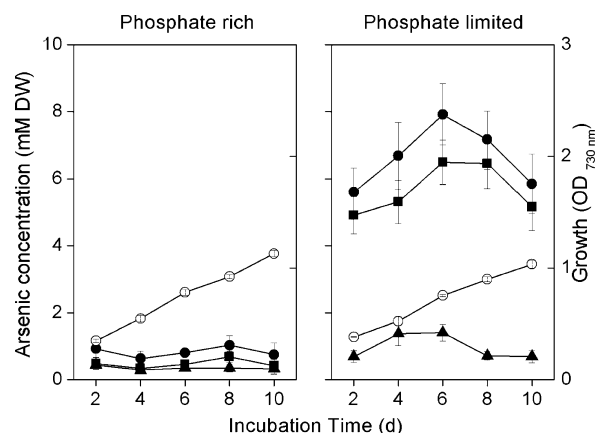 Phosphate rich
Phosphate limited
10
8
6
4
2
0
3
2
1
0
2 4 6 8 10
2 4 6 8 10
Arsenic concentration (mM DW)
Growth (OD 730 nm)
Incubation Time (d)